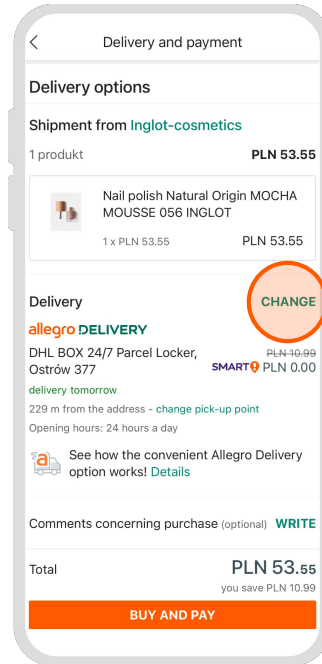 Delivery and payment
Delivery options
Shipment from Inglot-cosmetics
1 produkt PLN 53.55
Nail polish Natural Origin MOCHA
MOUSSE 056 INGLOT
1 x PLN 53.55 PLN 53.55
Delivery CHANGE
allegro DELIVERY
DHL BOX 24/7 Parcel Locker, PLN 10.99
Ostrów 377 SMART! PLN 0.00
delivery tomorrow
229 m from the address - change pick-up point
Opening hours: 24 hours a day
a See how the convenient Allegro Delivery
option works! Details
Comments concerning purchase (optional) WRITE
Total PLN 53.55
you save PLN 10.99
BUY AND PAY